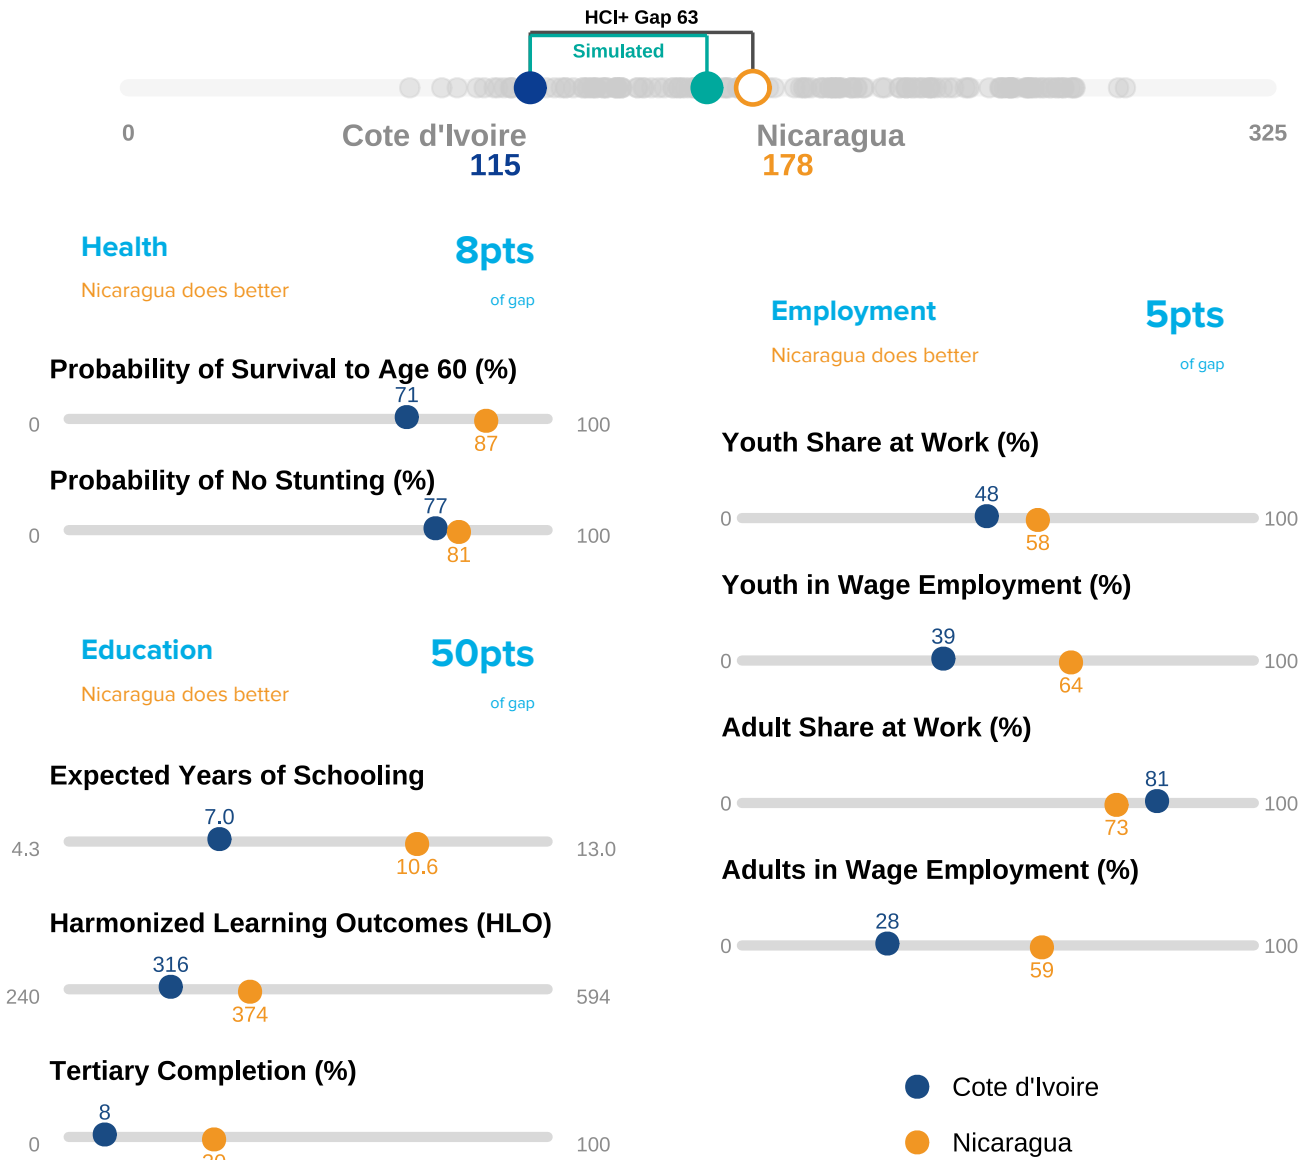 HCI+ Gap 63
Simulated
0
Cote d'Ivoire
115
Nicaragua
178
325
Health
8pts
Nicaragua does better
of gap
Probability of Survival to Age 60 (%)
71
0
100
87
Probability of No Stunting (%)
77
0
100
81
Education
50pts
Nicaragua does better
of gap
Expected Years of Schooling
7.0
4.3
13.0
10.6
Harmonized Learning Outcomes (HLO)
316
240
594
374
Tertiary Completion (%)
8
0
100
Employment
5pts
Nicaragua does better
of gap
Youth Share at Work (%)
48
0
100
58
Youth in Wage Employment (%)
39
0
100
64
Adult Share at Work (%)
81
0
100
73
Adults in Wage Employment (%)
28
0
100
59
Cote d'Ivoire
Nicaragua